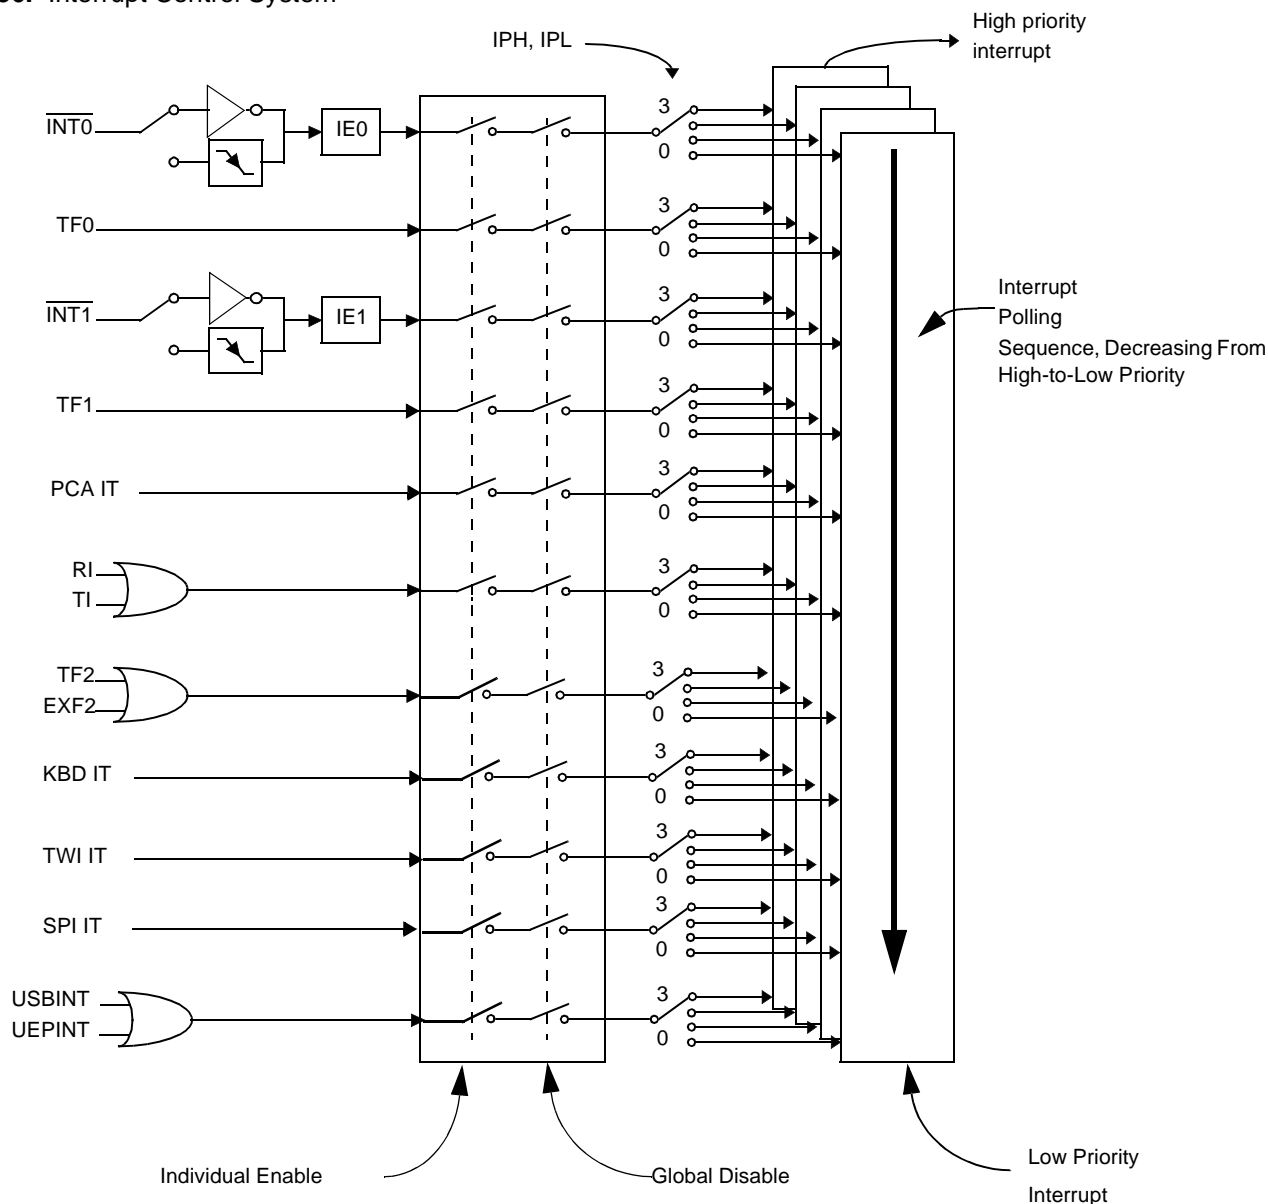 Interrupt Control System
High priority
interrupt
IPH, IPL
INT0
IE0
3
0
TF0
3
0
INT1
IE1
3
0
Interrupt
Polling
Sequence, Decreasing From
High-to-Low Priority
TF1
3
0
PCA IT
3
0
RI
TI
3
0
TF2
EXF2
3
0
KBD IT
3
0
TWI IT
3
0
SPI IT
3
0
USBINT
UEPINT
3
0
Individual Enable
Global Disable
Low Priority
Interrupt